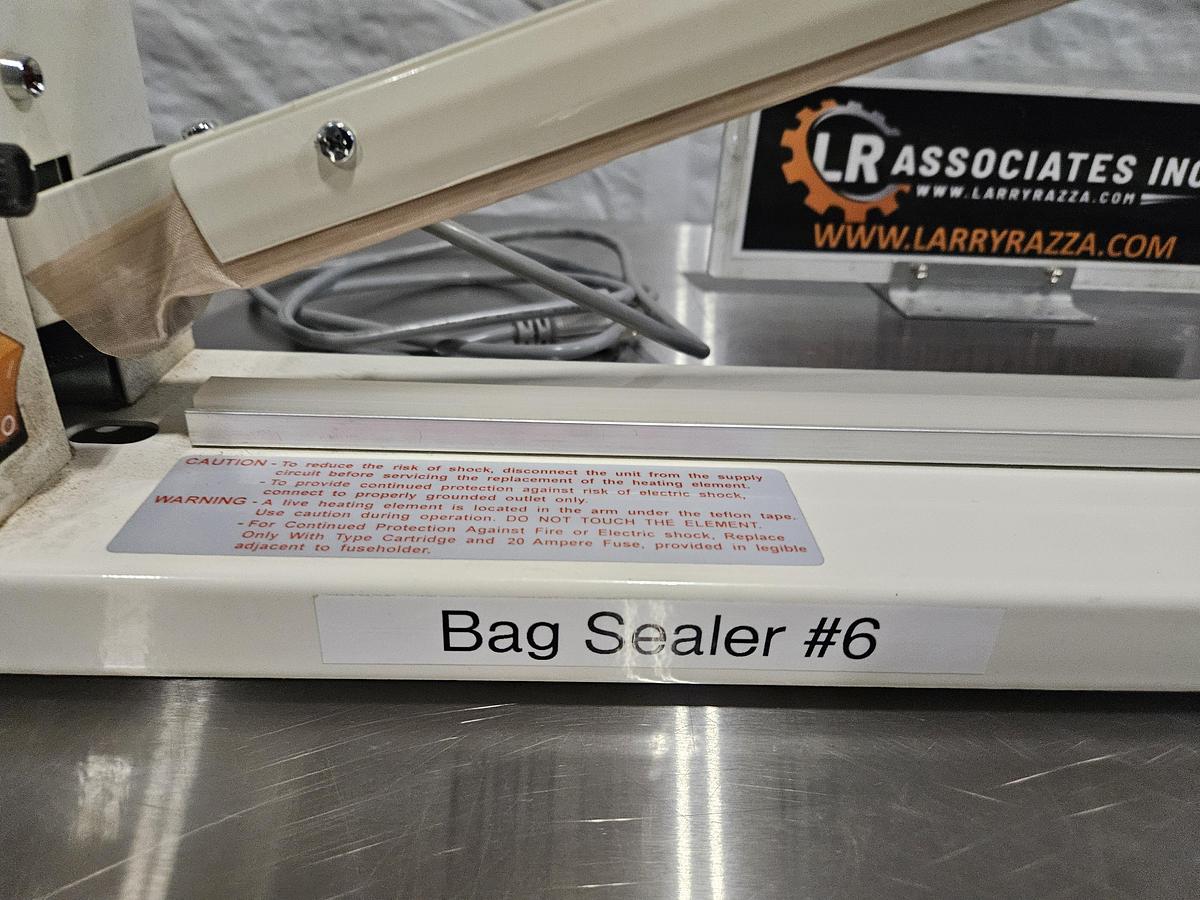 LR ASSOCIATES INC
WWW.LARRYRAZZA.COM
WWW.LARRYRAZZA.COM
CAUTION - To reduce the risk of shock, disconnect the unit from the supply
circuit before servicing the replacement of the heating element.
- To provide continued protection against risk of electric shock,
connect to properly grounded outlet only.
WARNING - A live heating element is located in the arm under the teflon tape.
Use caution during operation. DO NOT TOUCH THE ELEMENT.
- For Continued Protection Against Fire or Electric shock, Replace
Only With Type Cartridge and 20 Ampere Fuse, provided in legible
adjacent to fuseholder.
Bag Sealer #6